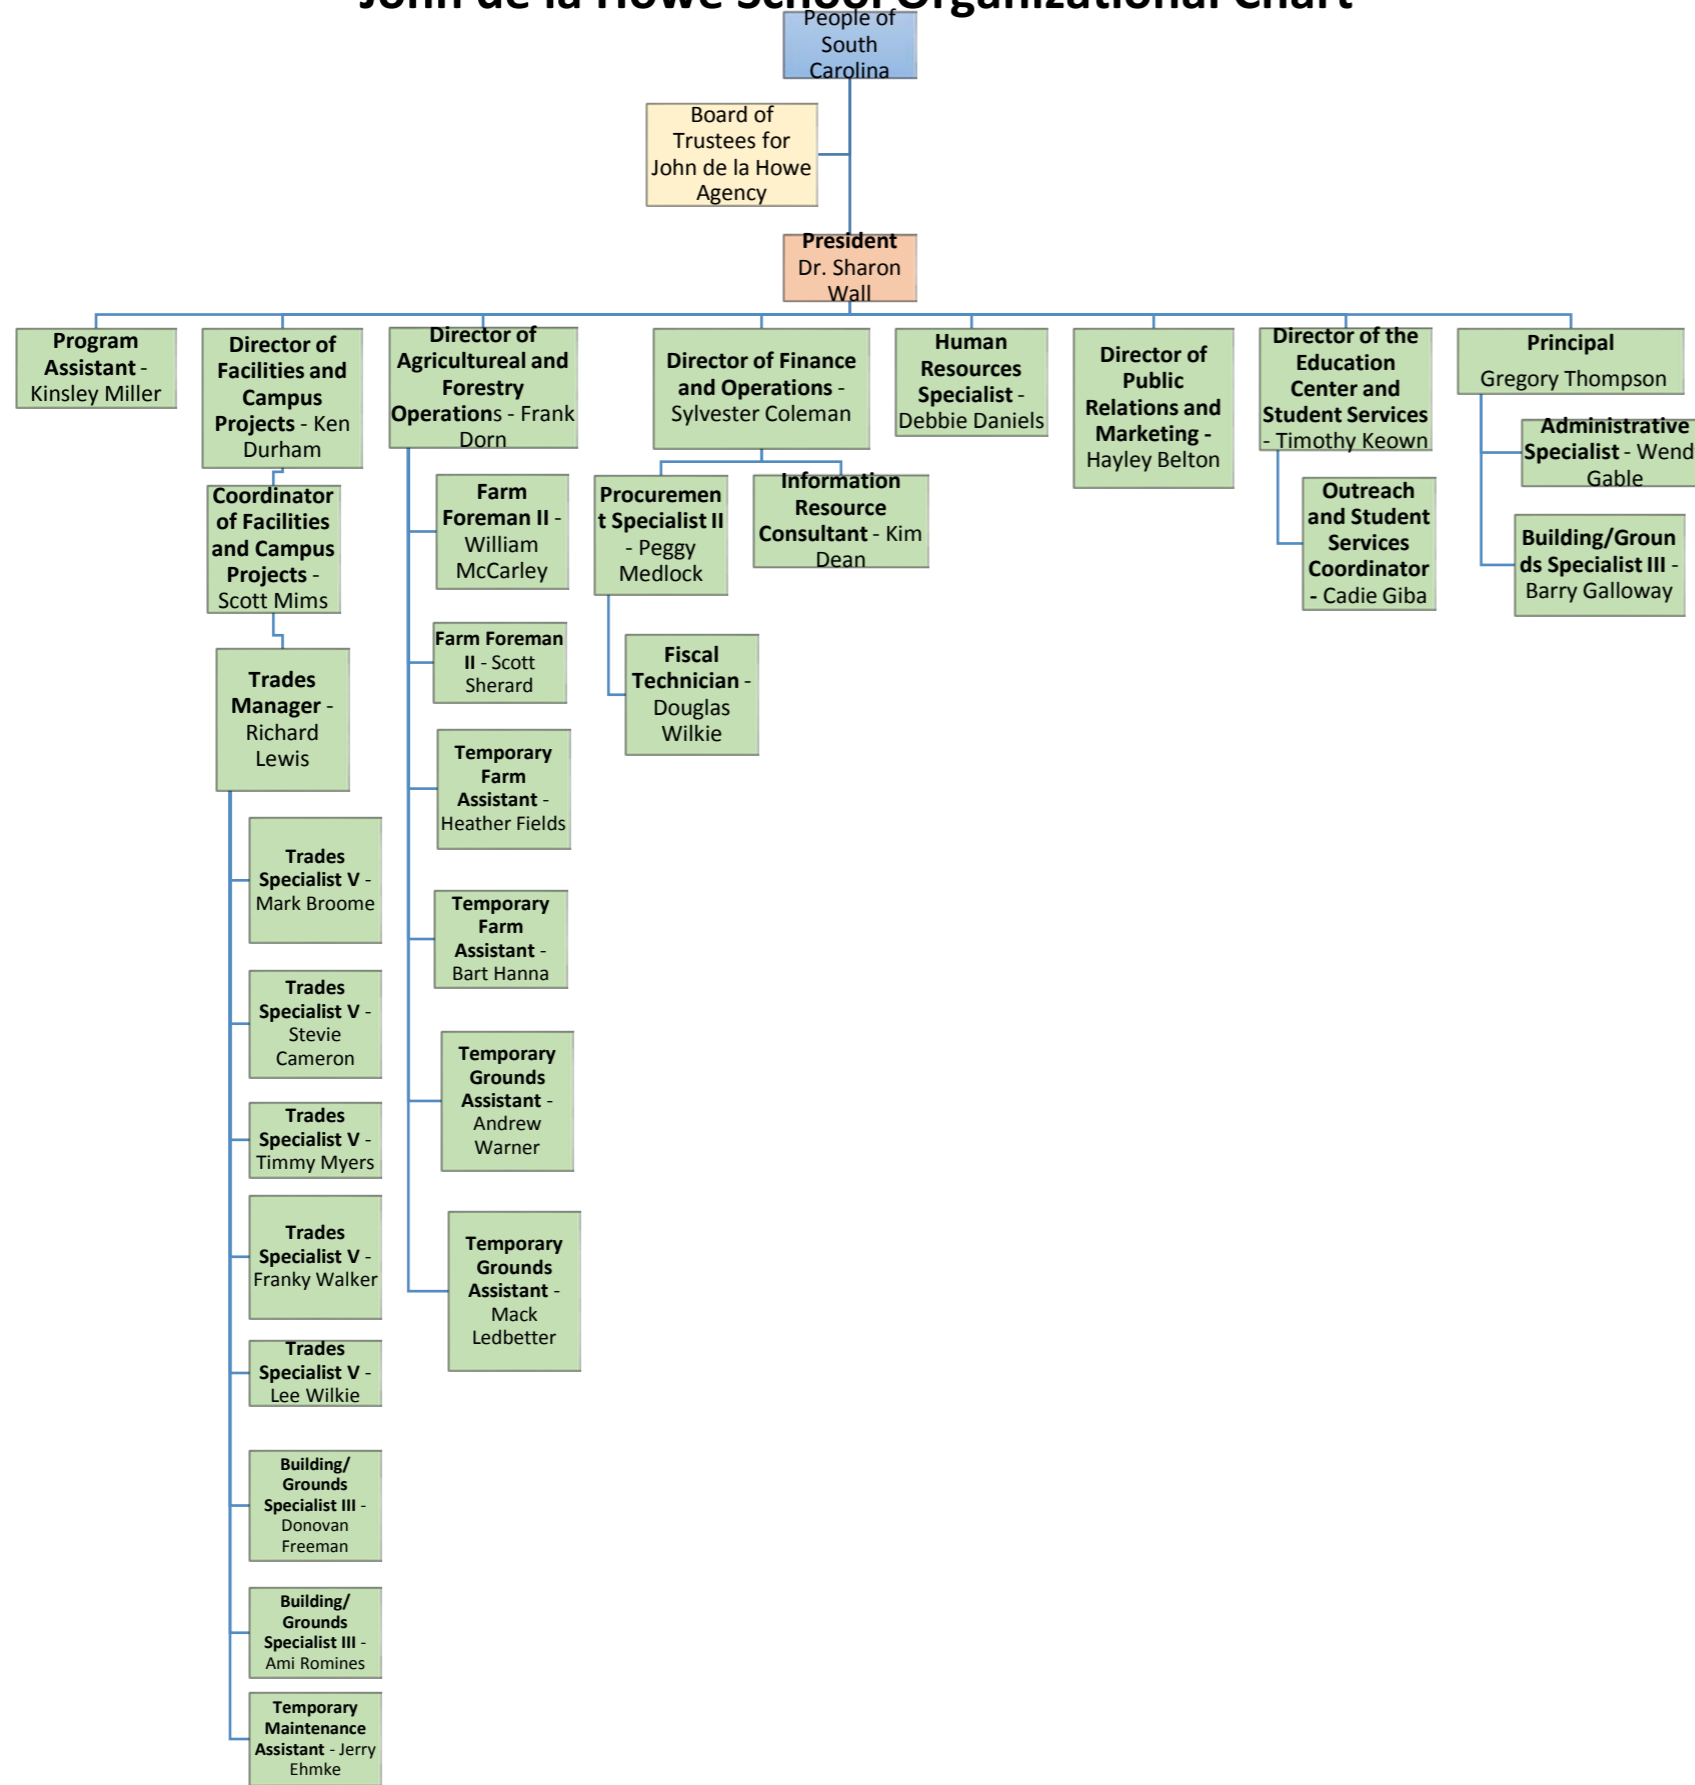 John de la Howe School Organizational Chart
People of
South
Carolina
Board of
Trustees for
John de la Howe
Agency
President
Dr. Sharon
Wall
Program
Assistant -
Kinsley Miller
Director of
Facilities and
Campus
Projects - Ken
Durham
Coordinator
of Facilities
and Campus
Projects -
Scott Mims
Trades
Manager -
Richard
Lewis
Trades
Specialist V -
Mark Broome
Trades
Specialist V -
Stevie
Cameron
Trades
Specialist V -
Timmy Myers
Trades
Specialist V -
Franky Walker
Trades
Specialist V -
Lee Wilkie
Building/
Grounds
Specialist III -
Donovan
Freeman
Building/
Grounds
Specialist III -
Ami Romines
Temporary
Maintenance
Assistant - Jerry
Ehmke
Director of
Agricultureal and
Forestry
Operations - Frank
Dorn
Farm
Foreman II -
William
McCarley
Farm Foreman
II - Scott
Sherard
Temporary
Farm
Assistant -
Heather Fields
Temporary
Farm
Assistant -
Bart Hanna
Temporary
Grounds
Assistant -
Andrew
Warner
Temporary
Grounds
Assistant -
Mack
Ledbetter
Director of Finance
and Operations -
Sylvester Coleman
Procuremen
t Specialist II
- Peggy
Medlock
Fiscal
Technician -
Douglas
Wilkie
Information
Resource
Consultant - Kim
Dean
Human
Resources
Specialist -
Debbie Daniels
Director of
Public
Relations and
Marketing -
Hayley Belton
Director of the
Education
Center and
Student Services
- Timothy Keown
Outreach
and Student
Services
Coordinator
- Cadie Giba
Principal
Gregory Thompson
Administrative
Specialist - Wend
Gable
Building/Groun
ds Specialist III -
Barry Galloway